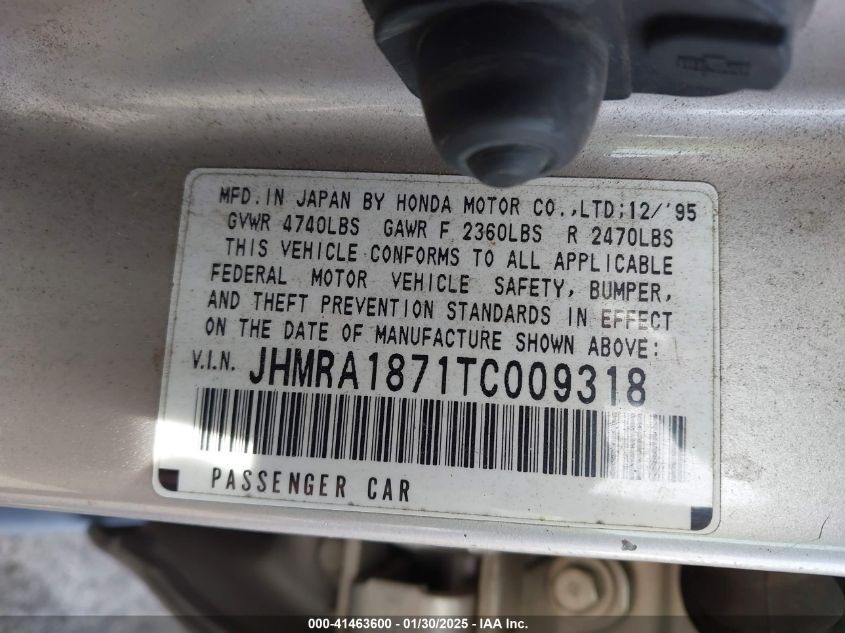 MFD. IN JAPAN BY HONDA MOTOR CO.,LTD;12/'95
GVWR 4740LBS GAWR F 2360LBS R 2470LBS
THIS VEHICLE CONFORMS TO ALL APPLICABLE
FEDERAL MOTOR VEHICLE SAFETY, BUMPER,
AND THEFT PREVENTION STANDARDS IN EFFECT
ON THE DATE OF MANUFACTURE SHOWN ABOVE:
V.I.N. JHMRA1871TC009318
PASSENGER CAR
000-41463600 - 01/30/2025 - IAA Inc.